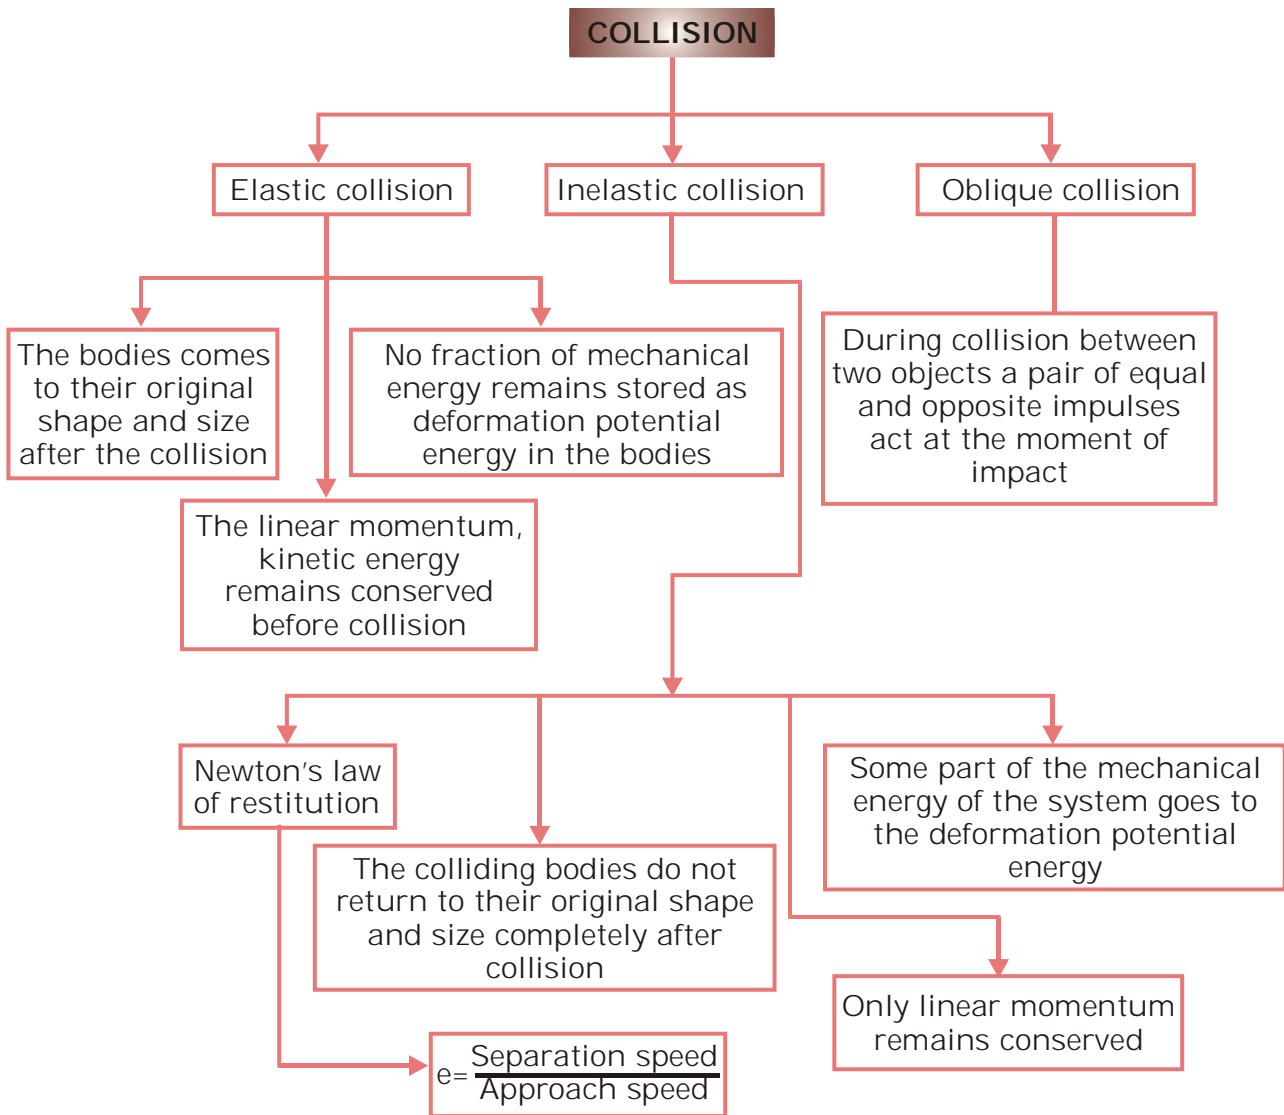 COLLISION
Elastic collision
Inelastic collision
Oblique collision
The bodies comes
to their original
shape and size
after the collision
No fraction of mechanical
energy remains stored as
deformation potential
energy in the bodies
During collision between
two objects a pair of equal
and opposite impulses
act at the moment of
impact
The linear momentum,
kinetic energy
remains conserved
before collision
Newton's law
of restitution
The colliding bodies do not
return to their original shape
and size completely after
collision
Some part of the mechanical
energy of the system goes to
the deformation potential
energy
Only linear momentum
remains conserved
e= Separation speed
Approach speed